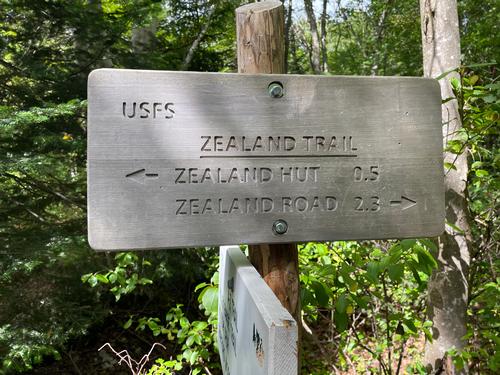 USFS
ZEALAND TRAIL
← ZEALAND HUT 0.5
ZEALAND ROAD 2.3 →